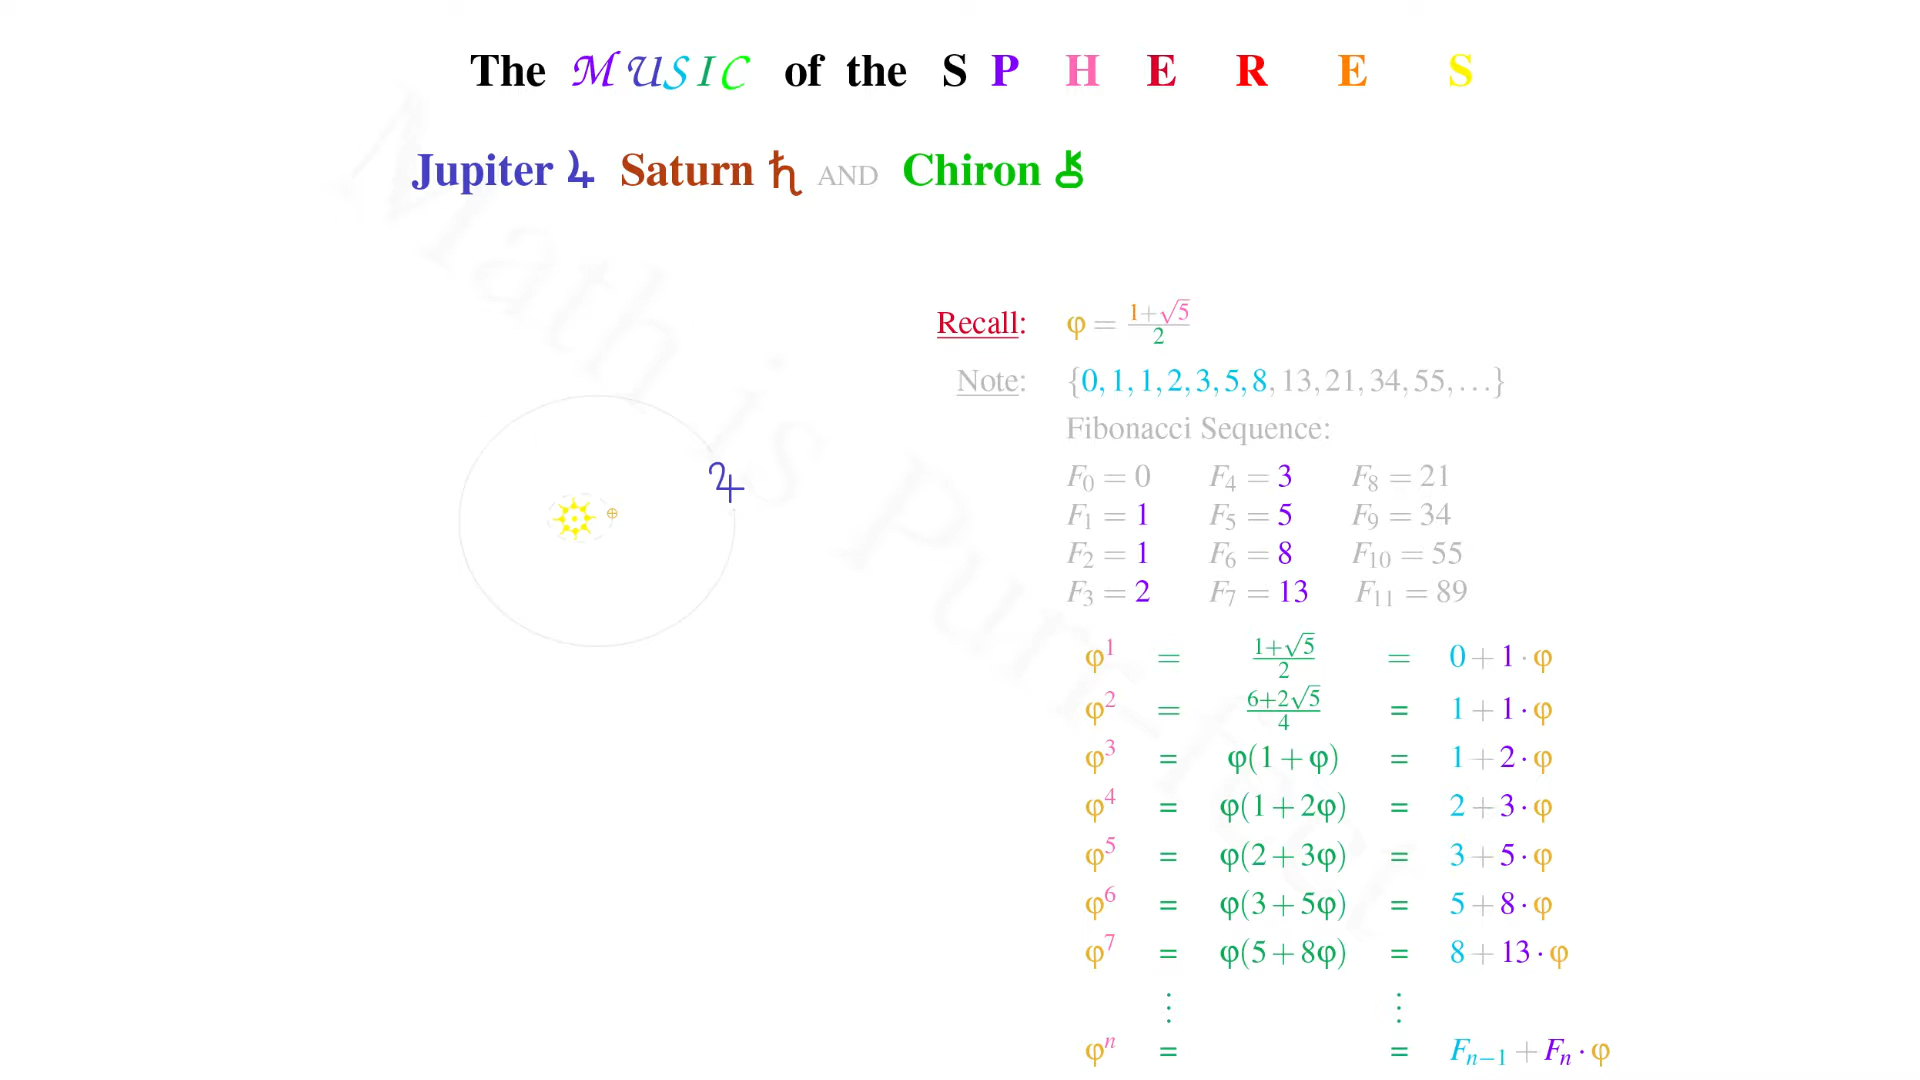 The MUSIC of the SPHERES
Jupiter ♃ Saturn ♄ AND Chiron ⚷
Recall: φ = (1+√5)/2
Note: {0, 1, 1, 2, 3, 5, 8, 13, 21, 34, 55, ...}
Fibonacci Sequence:
F₀ = 0 F₄ = 3 F₈ = 21
F₁ = 1 F₅ = 5 F₉ = 34
F₂ = 1 F₆ = 8 F₁₀ = 55
F₃ = 2 F₇ = 13 F₁₁ = 89
φ¹ = (1+√5)/2 = 0 + 1 · φ
φ² = (6+2√5)/4 = 1 + 1 · φ
φ³ = φ(1 + φ) = 1 + 2 · φ
φ⁴ = φ(1 + 2φ) = 2 + 3 · φ
φ⁵ = φ(2 + 3φ) = 3 + 5 · φ
φ⁶ = φ(3 + 5φ) = 5 + 8 · φ
φ⁷ = φ(5 + 8φ) = 8 + 13 · φ
⋮ ⋮
φⁿ = = Fₙ₋₁ + Fₙ · φ
♃
⊕
Math is Purr-fect